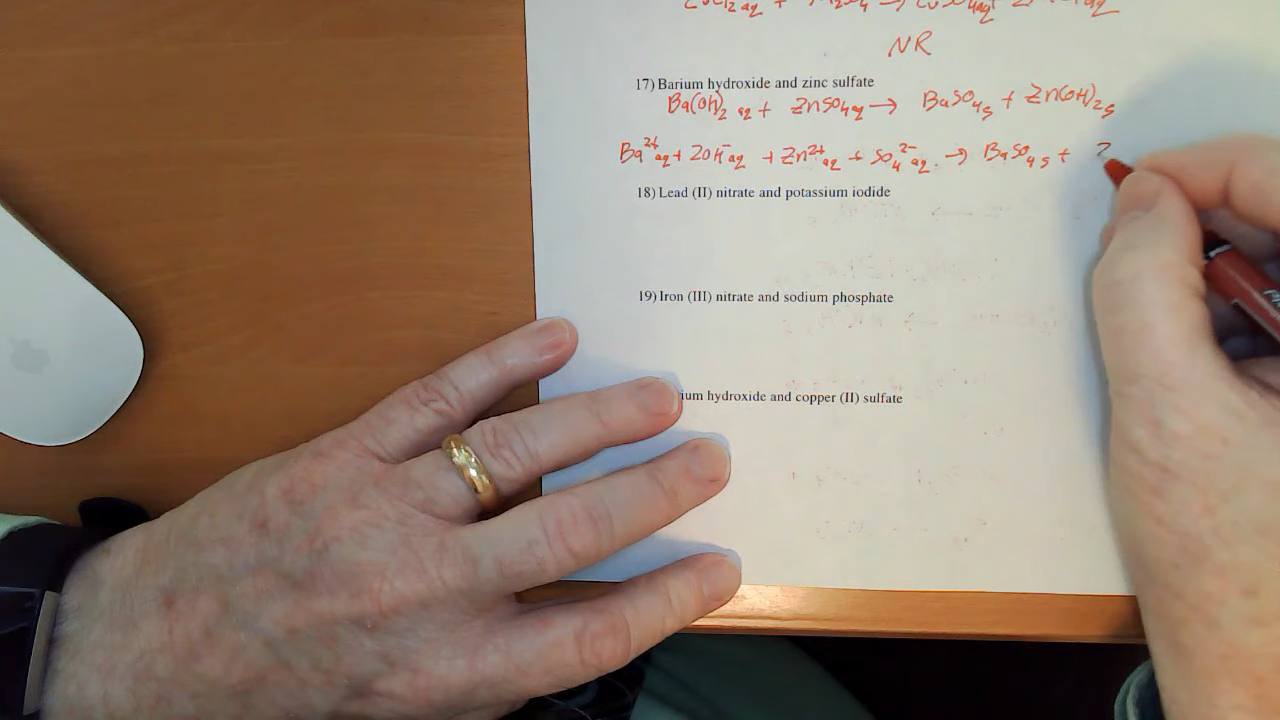 NR
17) Barium hydroxide and zinc sulfate
Ba(OH)₂ aq + ZnSO₄ aq → BaSO₄ s + Zn(OH)₂ s
Ba²⁺ aq + 2OH⁻ aq + Zn²⁺ aq + SO₄²⁻ aq → BaSO₄ s +
18) Lead (II) nitrate and potassium iodide
19) Iron (III) nitrate and sodium phosphate
hydroxide and copper (II) sulfate